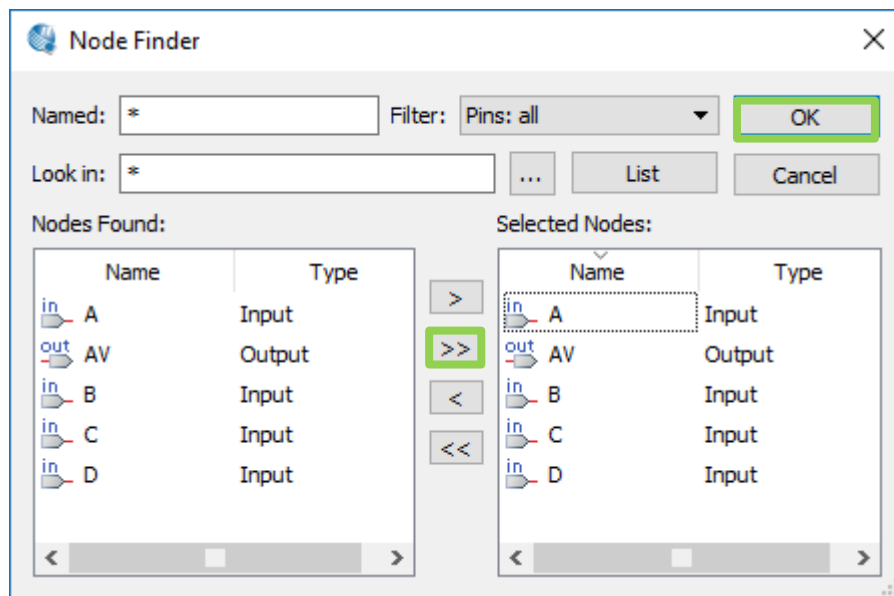 Node Finder
Named: * Filter: Pins: all OK
Look in: * ... List Cancel
Nodes Found: Selected Nodes:
Name Type Name Type
in A Input > in A Input
out AV Output >> out AV Output
in B Input < in B Input
in C Input << in C Input
in D Input in D Input